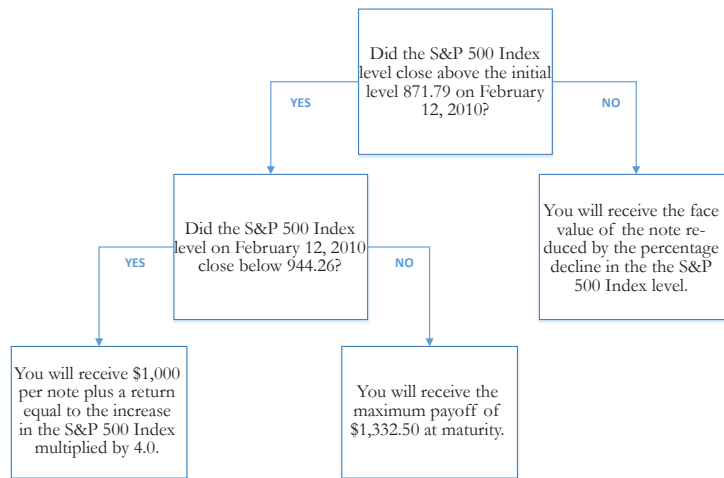 Did the S&P 500 Index
level close above the initial
level 871.79 on February
12, 2010?
YES
NO
Did the S&P 500 Index
level on February 12, 2010
close below 944.26?
You will receive the face
value of the note re-
duced by the percentage
decline in the the S&P
500 Index level.
YES
NO
You will receive $1,000
per note plus a return
equal to the increase
in the S&P 500 Index
multiplied by 4.0.
You will receive the
maximum payoff of
$1,332.50 at maturity.